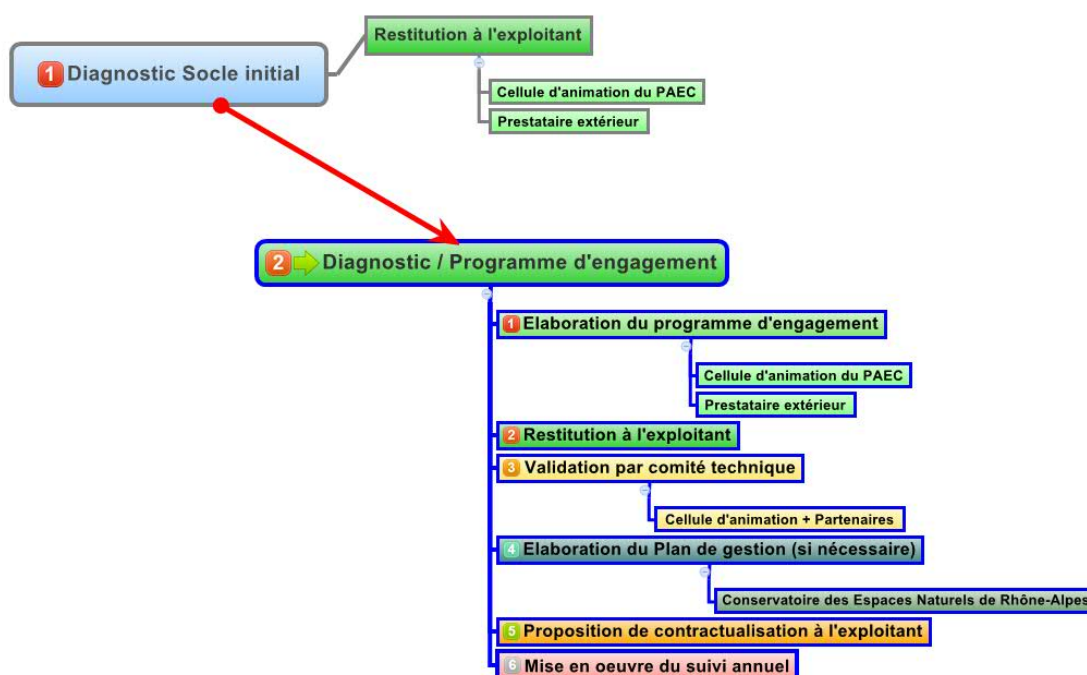 Restitution à l'exploitant
1 Diagnostic Socle initial
Cellule d'animation du PAEC
Prestataire extérieur
2 Diagnostic / Programme d'engagement
1 Elaboration du programme d'engagement
Cellule d'animation du PAEC
Prestataire extérieur
2 Restitution à l'exploitant
3 Validation par comité technique
Cellule d'animation + Partenaires
4 Elaboration du Plan de gestion (si nécessaire)
Conservatoire des Espaces Naturels de Rhône-Alpes
5 Proposition de contractualisation à l'exploitant
6 Mise en oeuvre du suivi annuel